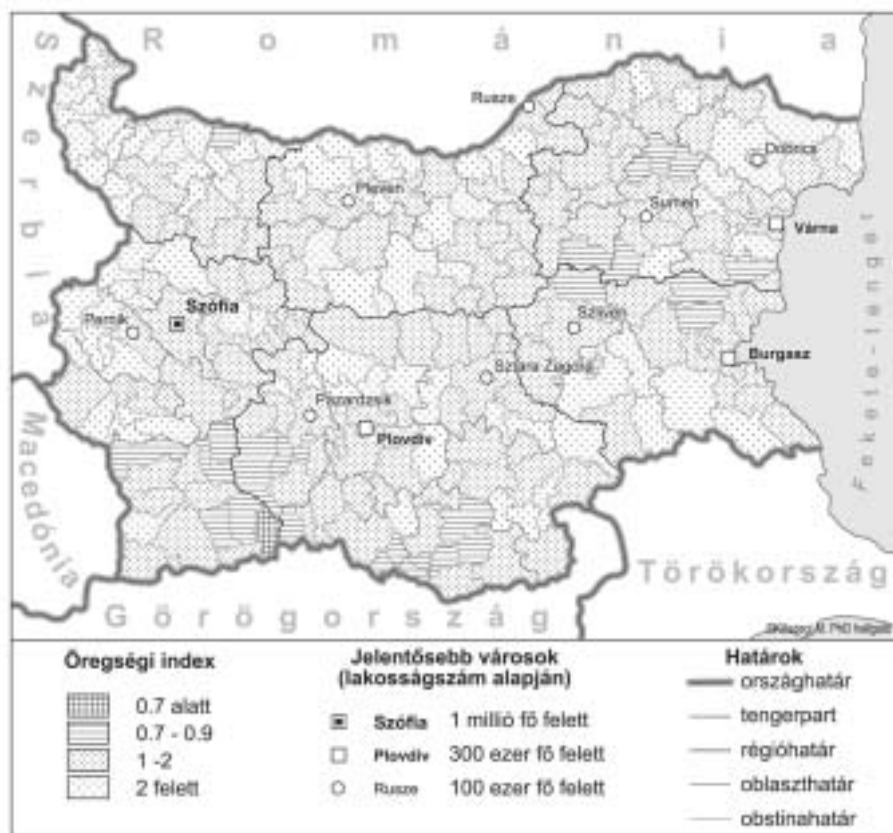 Románia
Szerbia
Macedónia
Görögország
Törökország
Fekete-tenger
Rusze
Dobrics
Pleven
Sumen
Várna
Szófia
Pernik
Szliven
Burgasz
Sztara Zagora
Pazardzsik
Plovdiv
Öregségi index
0.7 alatt
0.7 - 0.9
1 -2
2 felett
Jelentősebb városok
(lakosságszám alapján)
Szófia 1 millió fő felett
Plovdiv 300 ezer fő felett
Rusze 100 ezer fő felett
Határok
országhatár
tengerpart
régióhatár
oblaszthatár
obstinahatár